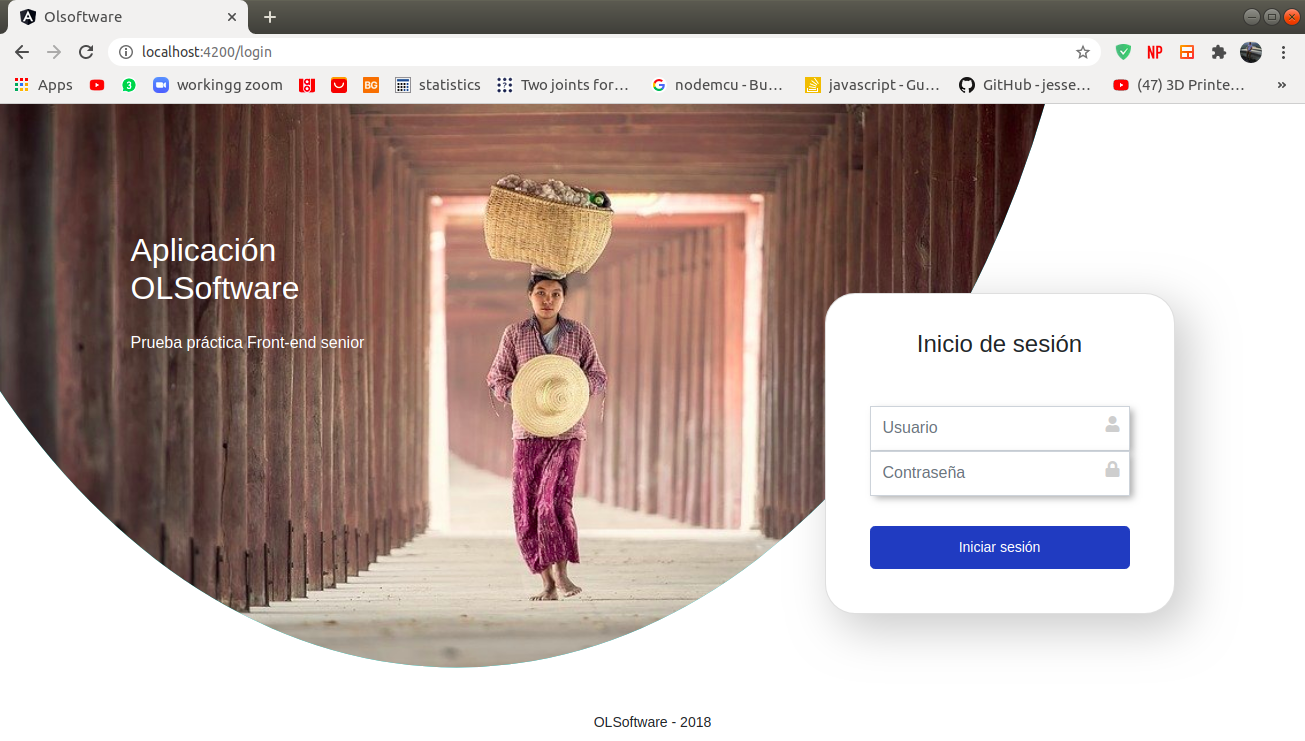 Olsoftware
localhost:4200/login
NP
Apps
3
workingg zoom
BG
statistics
Two joints for…
nodemcu - Bu…
javascript - Gu…
GitHub - jesse…
(47) 3D Printe…
»
Aplicación
OLSoftware
Prueba práctica Front-end senior
Inicio de sesión
Usuario
Contraseña
Iniciar sesión
OLSoftware - 2018